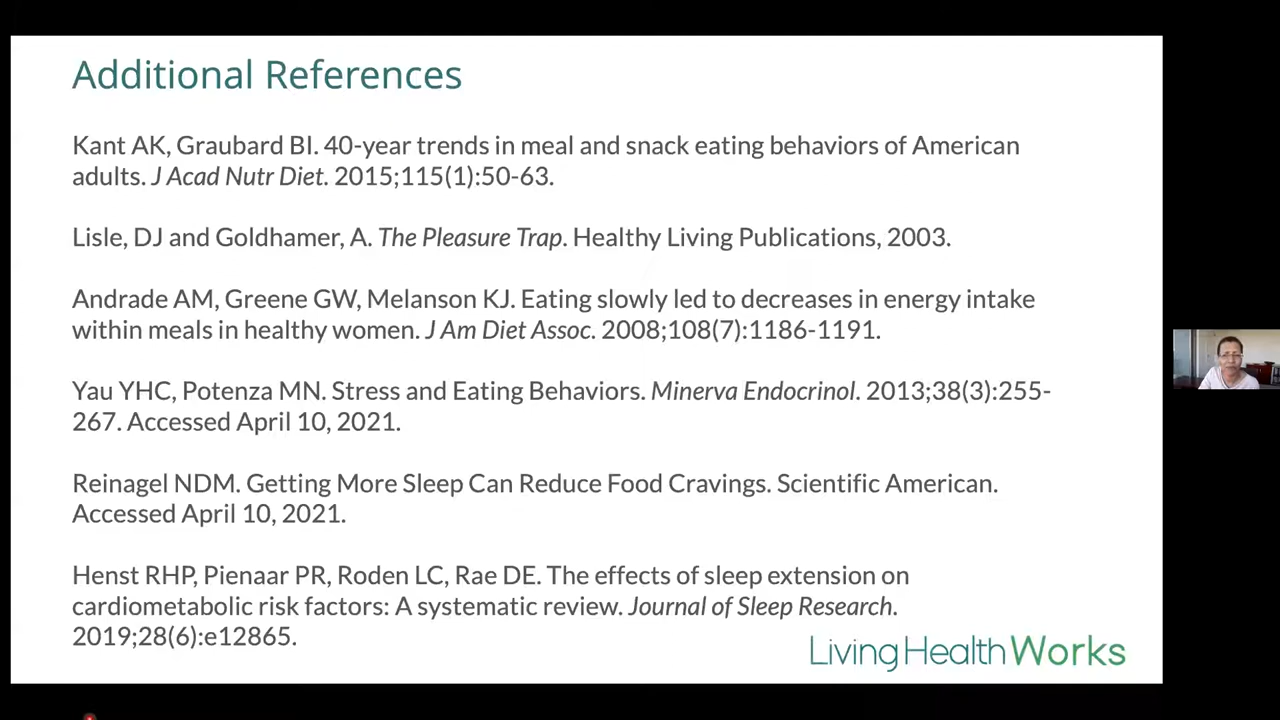 Additional References
Kant AK, Graubard BI. 40-year trends in meal and snack eating behaviors of American
adults. J Acad Nutr Diet. 2015;115(1):50-63.
Lisle, DJ and Goldhamer, A. The Pleasure Trap. Healthy Living Publications, 2003.
Andrade AM, Greene GW, Melanson KJ. Eating slowly led to decreases in energy intake
within meals in healthy women. J Am Diet Assoc. 2008;108(7):1186-1191.
Yau YHC, Potenza MN. Stress and Eating Behaviors. Minerva Endocrinol. 2013;38(3):255-
267. Accessed April 10, 2021.
Reinagel NDM. Getting More Sleep Can Reduce Food Cravings. Scientific American.
Accessed April 10, 2021.
Henst RHP, Pienaar PR, Roden LC, Rae DE. The effects of sleep extension on
cardiometabolic risk factors: A systematic review. Journal of Sleep Research.
2019;28(6):e12865.
LivingHealthWorks